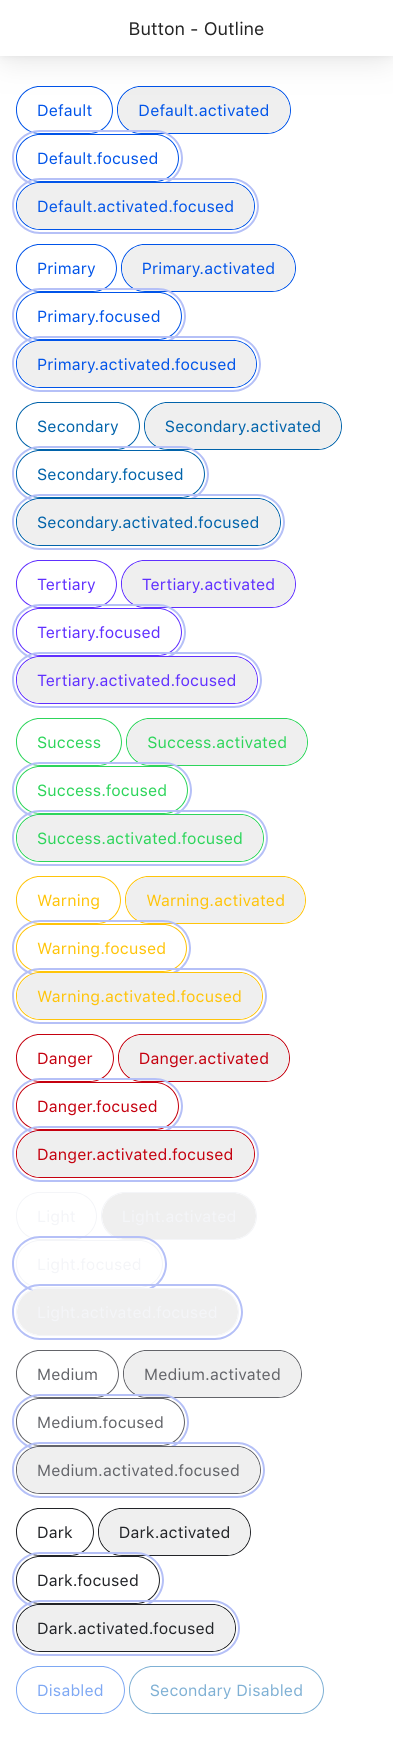 Button - Outline
Default Default.activated
Default.focused
Default.activated.focused
Primary Primary.activated
Primary.focused
Primary.activated.focused
Secondary Secondary.activated
Secondary.focused
Secondary.activated.focused
Tertiary Tertiary.activated
Tertiary.focused
Tertiary.activated.focused
Success Success.activated
Success.focused
Success.activated.focused
Warning Warning.activated
Warning.focused
Warning.activated.focused
Danger Danger.activated
Danger.focused
Danger.activated.focused
Light Light.activated
Light.focused
Light.activated.focused
Medium Medium.activated
Medium.focused
Medium.activated.focused
Dark Dark.activated
Dark.focused
Dark.activated.focused
Disabled Secondary Disabled